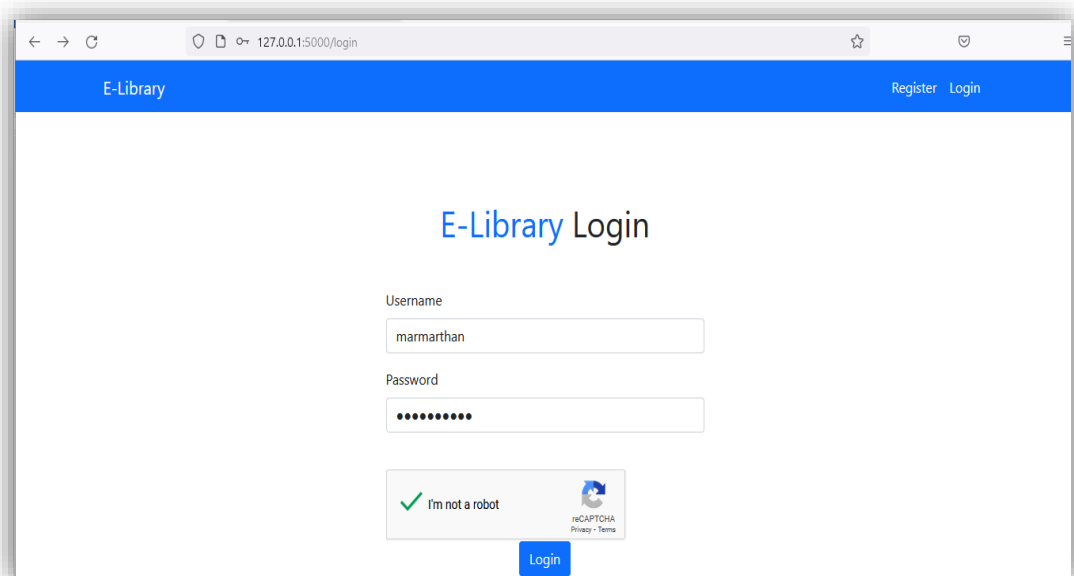 127.0.0.1:5000/login
E-Library Register Login
E-Library Login
Username
marmarthan
Password
••••••••••
I'm not a robot
reCAPTCHA
Privacy - Terms
Login